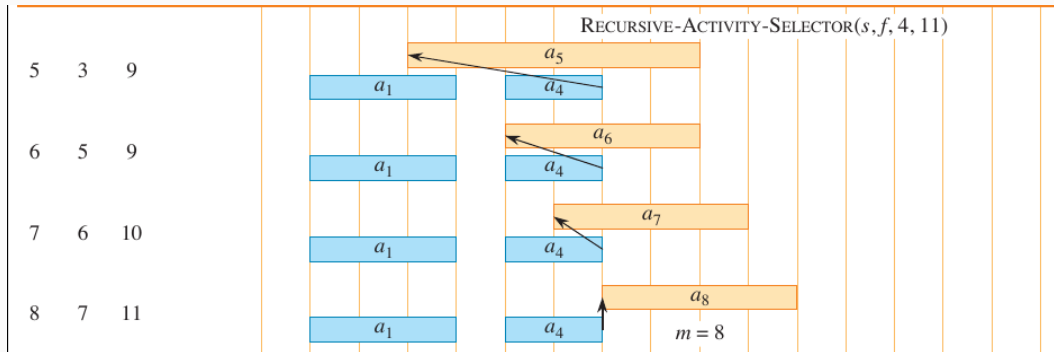 RECURSIVE-ACTIVITY-SELECTOR(s, f, 4, 11)
a5
5 3 9
a1 a4
a6
6 5 9
a1 a4
a7
7 6 10
a1 a4
a8
8 7 11
a1 a4 m = 8